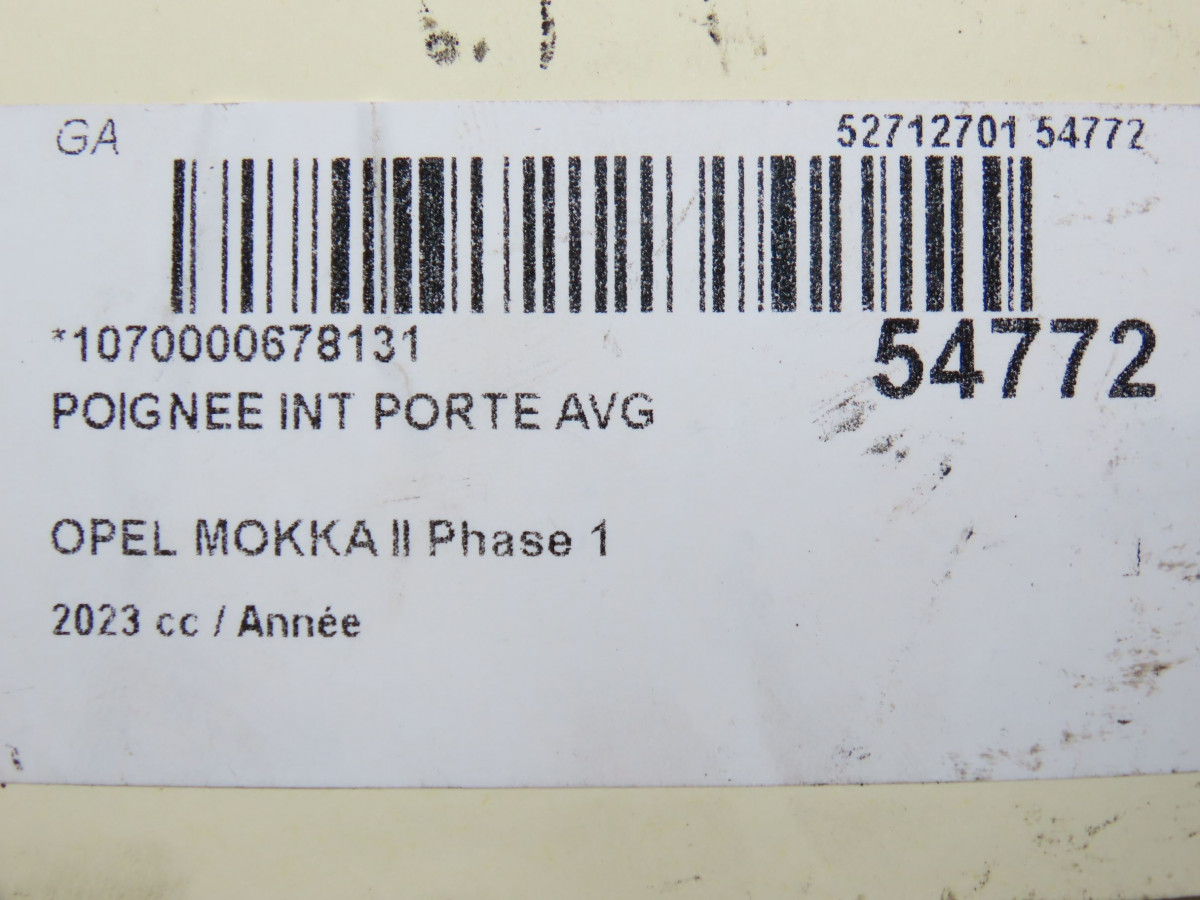 GA
52712701 54772
*1070000678131
54772
POIGNEE INT PORTE AVG
OPEL MOKKA II Phase 1
2023 cc / Année